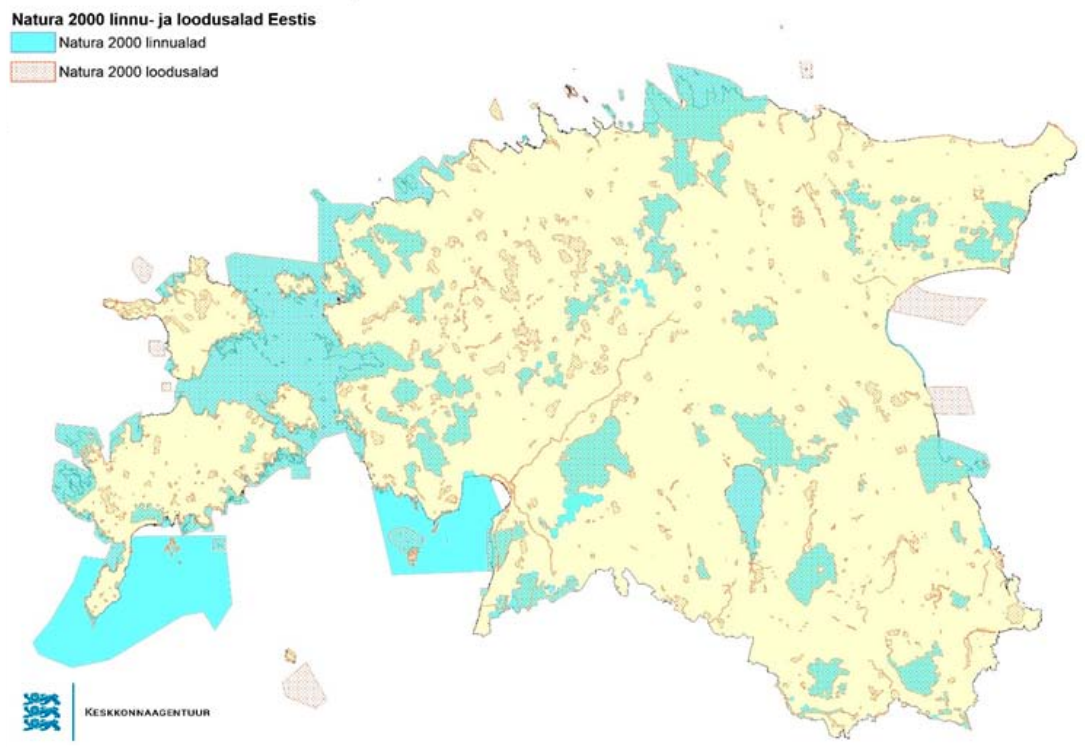 Natura 2000 linnu- ja loodusalad Eestis
Natura 2000 linnualad
Natura 2000 loodusalad
KESKKONNAAGENTUUR